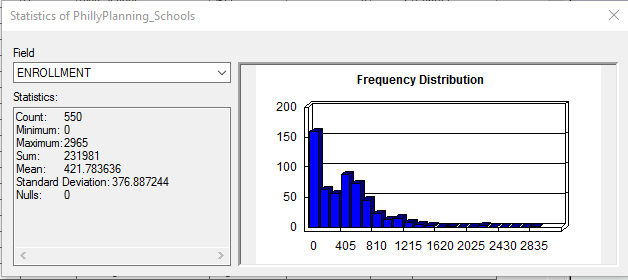 Statistics of PhillyPlanning_Schools
Field
ENROLLMENT
Statistics:
Count: 550
Minimum: 0
Maximum: 2965
Sum: 231981
Mean: 421.783636
Standard Deviation: 376.887244
Nulls: 0
Frequency Distribution
200
150
100
50
0
0 405 810 1215 1620 2025 2430 2835